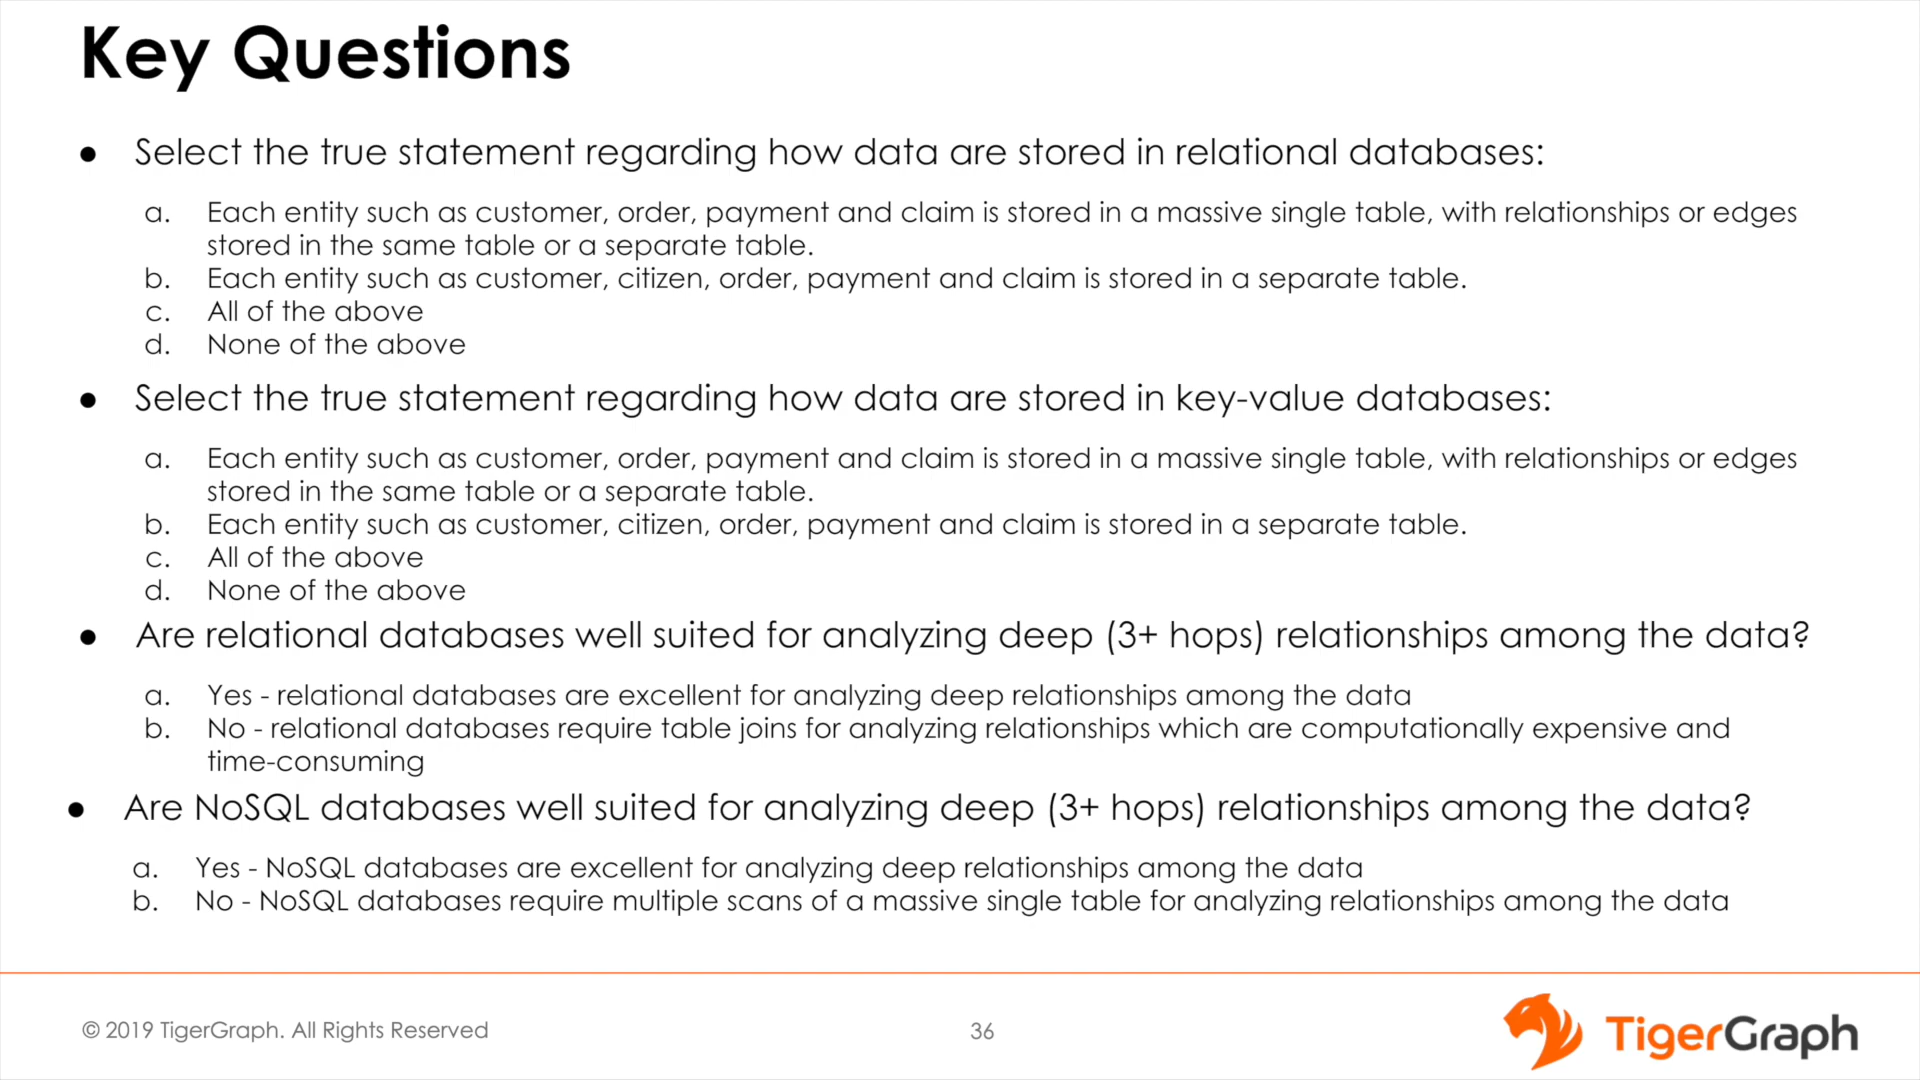 Key Questions
● Select the true statement regarding how data are stored in relational databases:
a. Each entity such as customer, order, payment and claim is stored in a massive single table, with relationships or edges
stored in the same table or a separate table.
b. Each entity such as customer, citizen, order, payment and claim is stored in a separate table.
c. All of the above
d. None of the above
● Select the true statement regarding how data are stored in key-value databases:
a. Each entity such as customer, order, payment and claim is stored in a massive single table, with relationships or edges
stored in the same table or a separate table.
b. Each entity such as customer, citizen, order, payment and claim is stored in a separate table.
c. All of the above
d. None of the above
● Are relational databases well suited for analyzing deep (3+ hops) relationships among the data?
a. Yes - relational databases are excellent for analyzing deep relationships among the data
b. No - relational databases require table joins for analyzing relationships which are computationally expensive and
time-consuming
● Are NoSQL databases well suited for analyzing deep (3+ hops) relationships among the data?
a. Yes - NoSQL databases are excellent for analyzing deep relationships among the data
b. No - NoSQL databases require multiple scans of a massive single table for analyzing relationships among the data
© 2019 TigerGraph. All Rights Reserved
36
TigerGraph